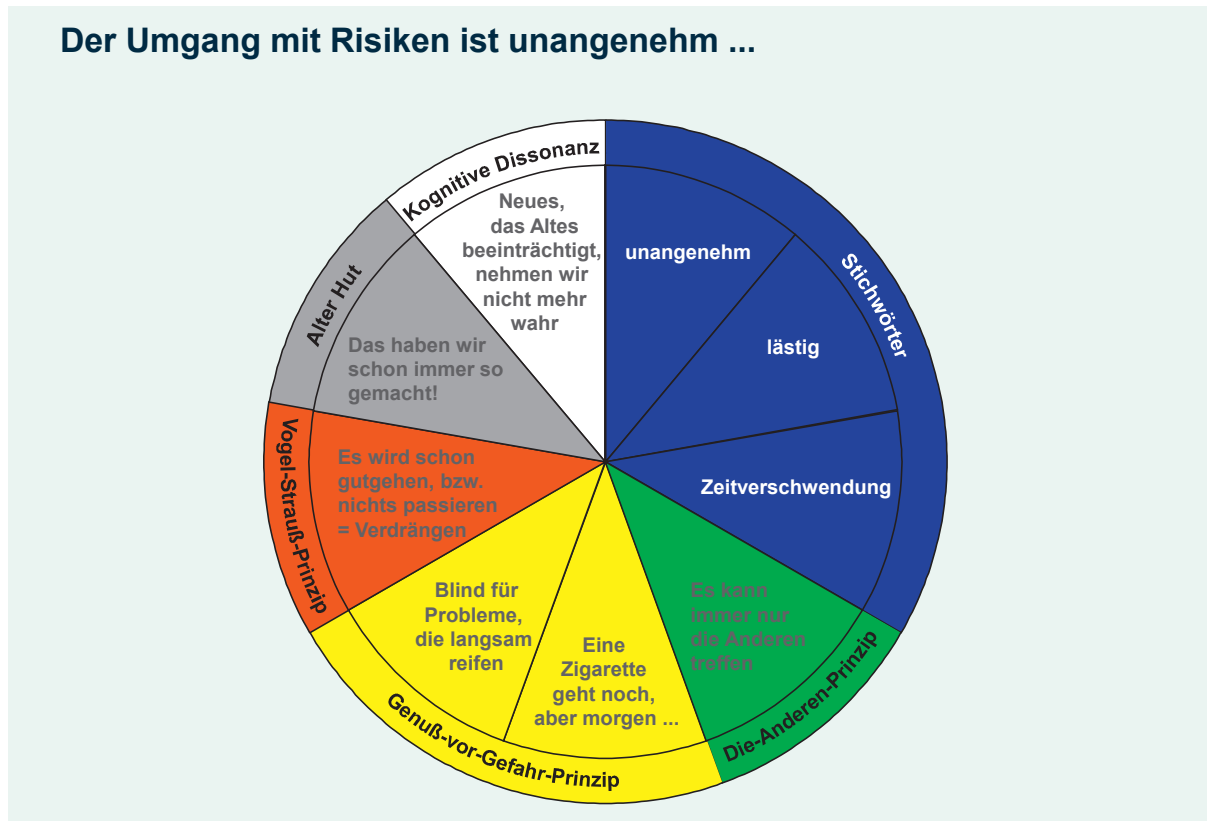 Der Umgang mit Risiken ist unangenehm ...
Kognitive Dissonanz
Neues,
das Altes
beeinträchtigt,
nehmen wir
nicht mehr
wahr
Stichwörter
unangenehm
lästig
Zeitverschwendung
Die-Anderen-Prinzip
Es kann
immer nur
die Anderen
treffen
Genuß-vor-Gefahr-Prinzip
Eine
Zigarette
geht noch,
aber morgen ...
Blind für
Probleme,
die langsam
reifen
Vogel-Strauß-Prinzip
Es wird schon
gutgehen, bzw.
nichts passieren
= Verdrängen
Alter Hut
Das haben wir
schon immer so
gemacht!